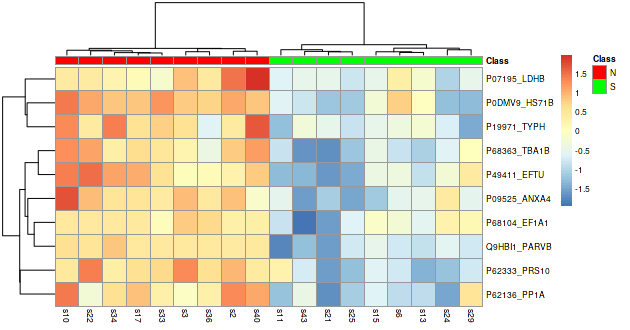 Class
Class
N
S
1.5
1
0.5
0
-0.5
-1
-1.5
P07195_LDHB
P0DMV9_HS71B
P19971_TYPH
P68363_TBA1B
P49411_EFTU
P09525_ANXA4
P68104_EF1A1
Q9HBI1_PARVB
P62333_PRS10
P62136_PP1A
s10 s22 s34 s17 s33 s3 s36 s2 s40 s11 s43 s21 s25 s15 s6 s13 s24 s29